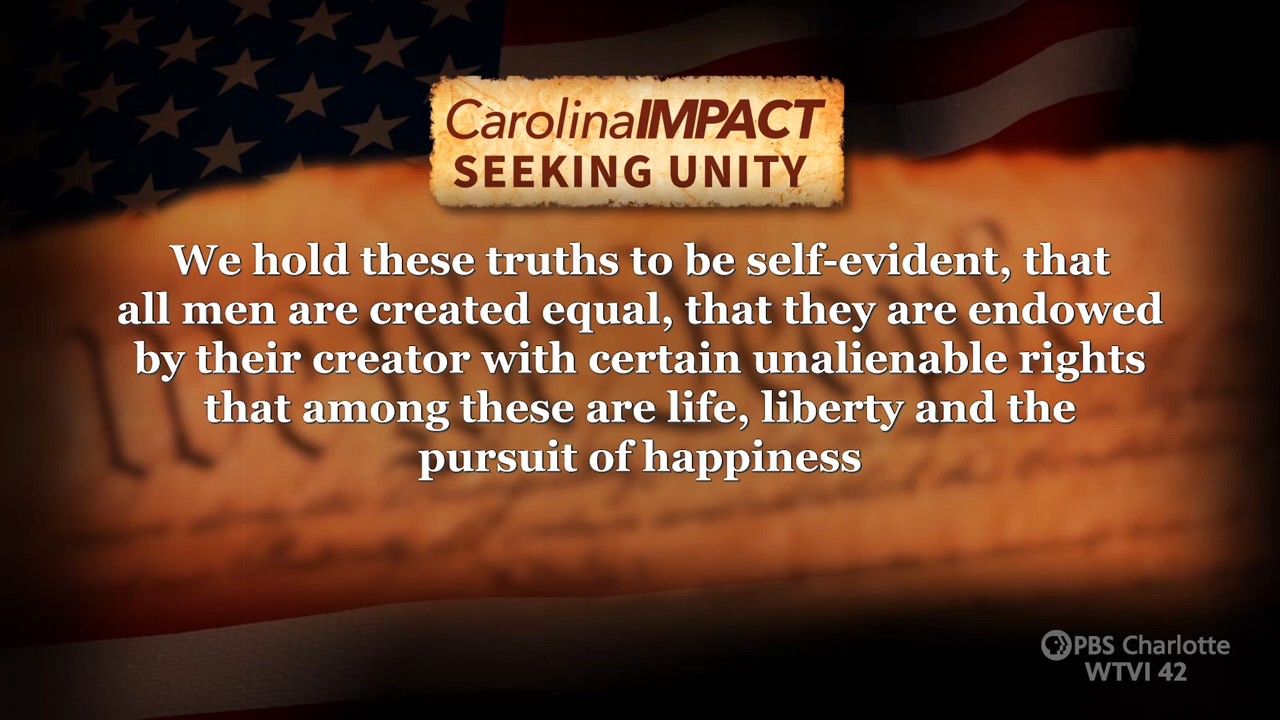 CarolinaIMPACT
SEEKING UNITY
We hold these truths to be self-evident, that
all men are created equal, that they are endowed
by their creator with certain unalienable rights
that among these are life, liberty and the
pursuit of happiness
PBS Charlotte
WTVI 42